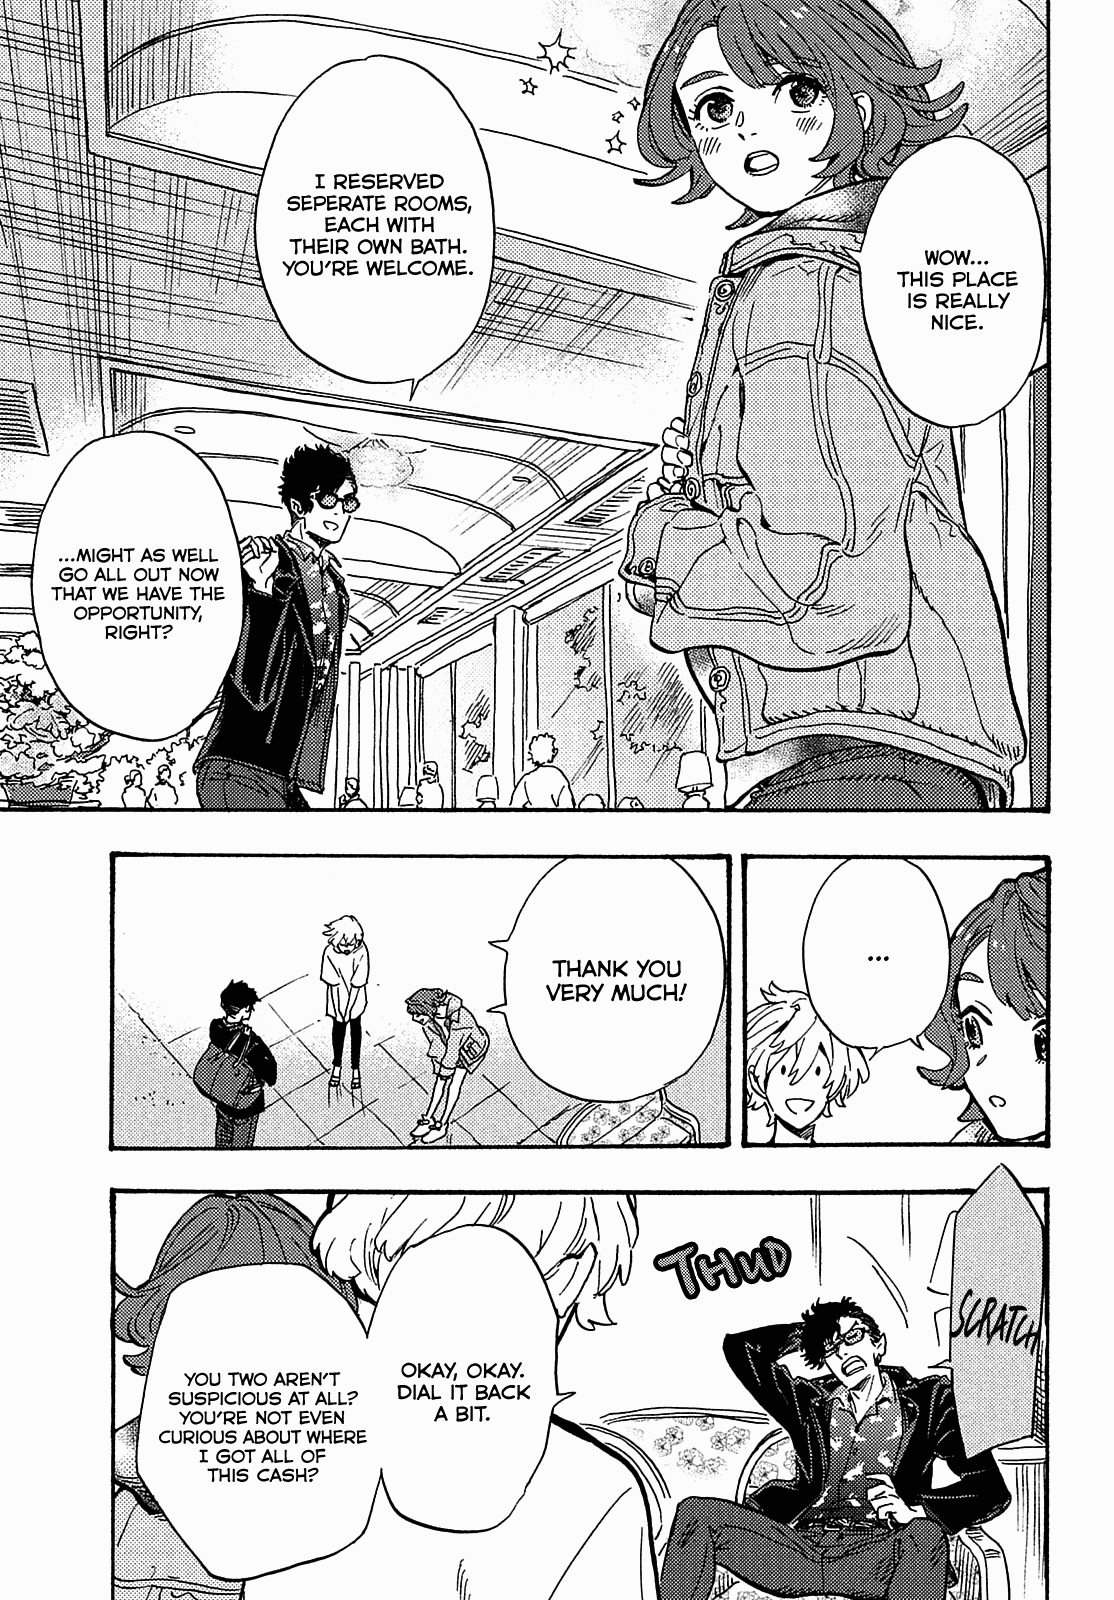 WOW...
THIS PLACE
IS REALLY
NICE.
I RESERVED
SEPERATE ROOMS,
EACH WITH
THEIR OWN BATH.
YOU'RE WELCOME.
...MIGHT AS WELL
GO ALL OUT NOW
THAT WE HAVE THE
OPPORTUNITY,
RIGHT?
...
THANK YOU
VERY MUCH!
SCRATCH
THUD
OKAY, OKAY.
DIAL IT BACK
A BIT.
YOU TWO AREN'T
SUSPICIOUS AT ALL?
YOU'RE NOT EVEN
CURIOUS ABOUT WHERE
I GOT ALL OF
THIS CASH?